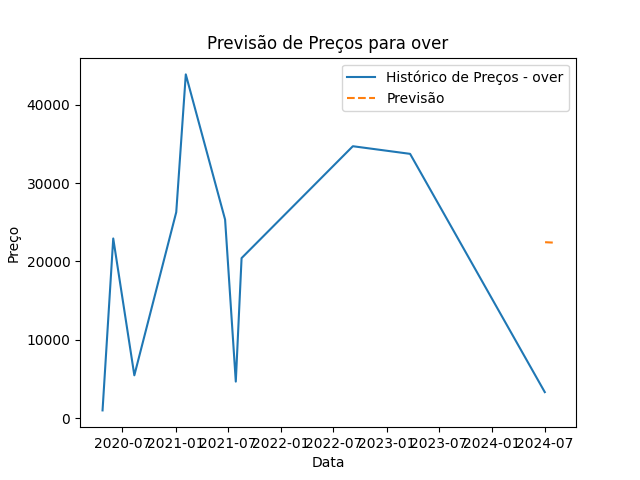 Previsão de Preços para over
Histórico de Preços - over
Previsão
Preço
40000
30000
20000
10000
0
2020-07 2021-01 2021-07 2022-01 2022-07 2023-01 2023-07 2024-01 2024-07
Data